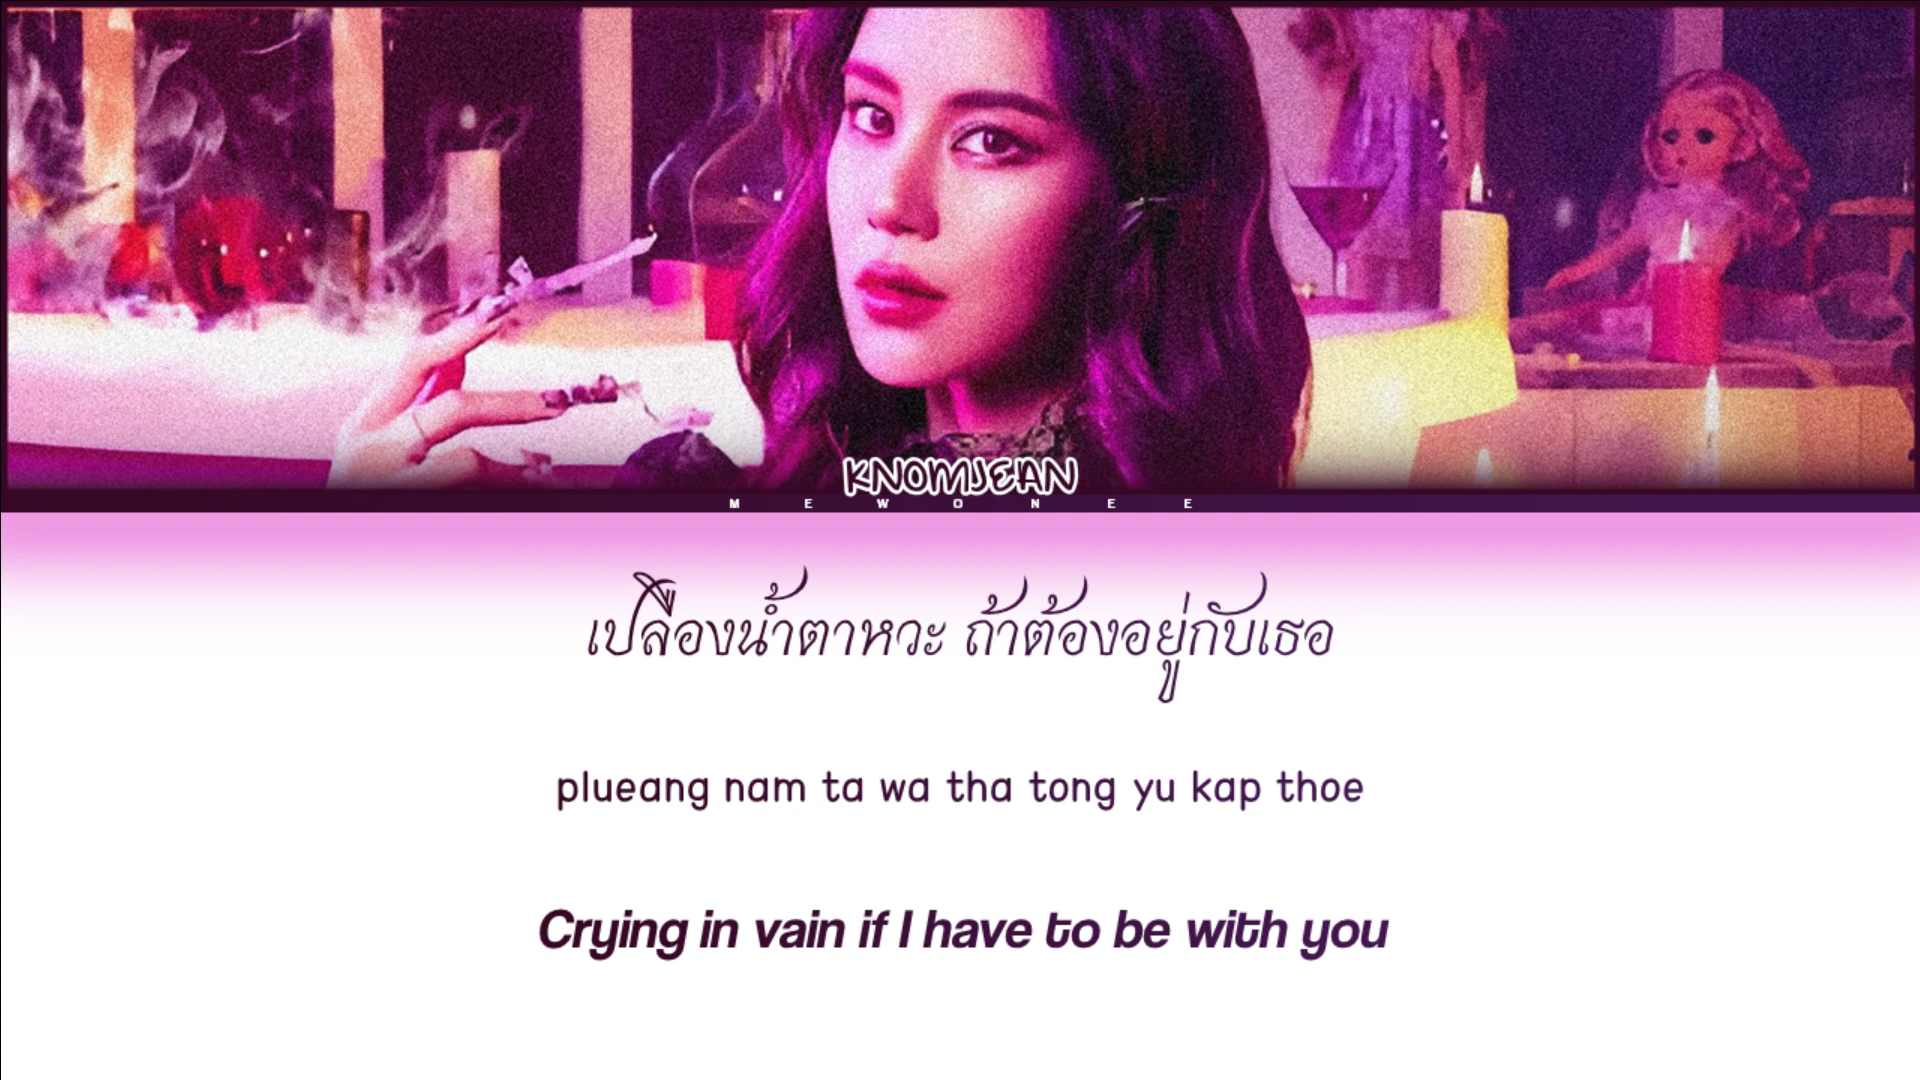 KNOMJEAN
MEWONEE
เปลืองน้ำตาหวะ ถ้าต้องอยู่กับเธอ
plueang nam ta wa tha tong yu kap thoe
Crying in vain if I have to be with you